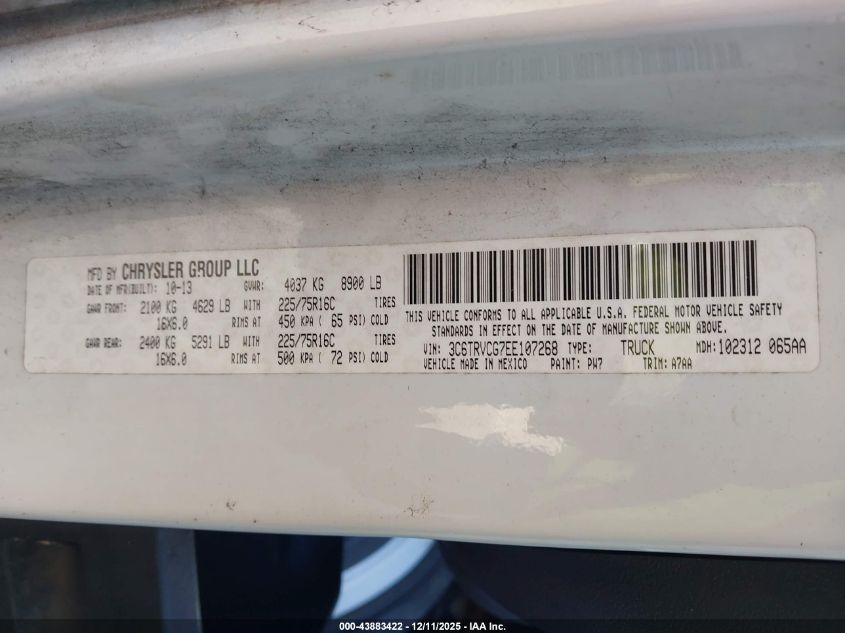 MFD BY CHRYSLER GROUP LLC
DATE OF MFR(BUILT): 10-13 GVWR: 4037 KG 8900 LB
GAWR FRONT: 2100 KG 4629 LB WITH 225/75R16C TIRES
16X6.0 RIMS AT 450 KPA ( 65 PSI) COLD
GAWR REAR: 2400 KG 5291 LB WITH 225/75R16C TIRES
16X6.0 RIMS AT 500 KPA ( 72 PSI) COLD
THIS VEHICLE CONFORMS TO ALL APPLICABLE U.S.A. FEDERAL MOTOR VEHICLE SAFETY
STANDARDS IN EFFECT ON THE DATE OF MANUFACTURE SHOWN ABOVE.
VIN: 3C6TRVCG7EE107268 TYPE: TRUCK MDH: 102312 065AA
VEHICLE MADE IN MEXICO PAINT: PW7 TRIM: A7AA
000-43883422 - 12/11/2025 - IAA Inc.